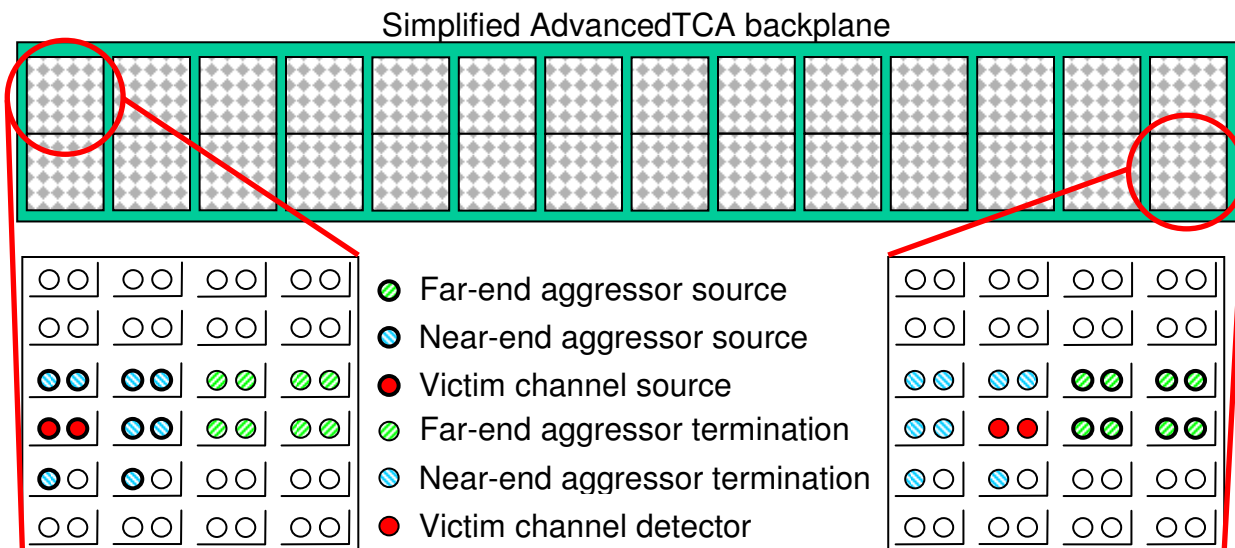 Simplified AdvancedTCA backplane
Far-end aggressor source
Near-end aggressor source
Victim channel source
Far-end aggressor termination
Near-end aggressor termination
Victim channel detector